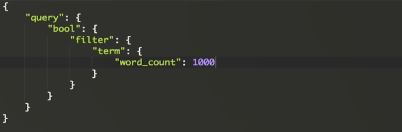 {
    "query": {
        "bool": {
            "filter": {
                "term": {
                    "word_count": 1000
                }
            }
        }
    }
}